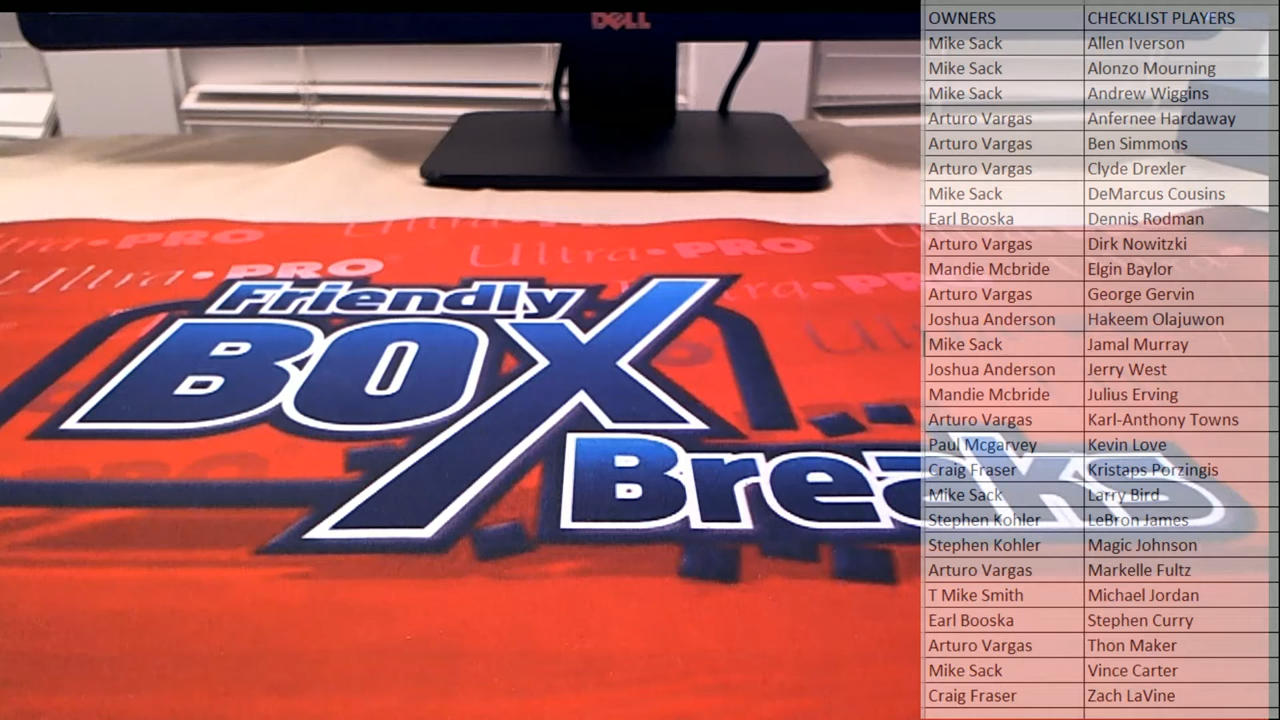 DELL
OWNERS CHECKLIST PLAYERS
Mike Sack Allen Iverson
Mike Sack Alonzo Mourning
Mike Sack Andrew Wiggins
Arturo Vargas Anfernee Hardaway
Arturo Vargas Ben Simmons
Arturo Vargas Clyde Drexler
Mike Sack DeMarcus Cousins
Earl Booska Dennis Rodman
Arturo Vargas Dirk Nowitzki
Mandie Mcbride Elgin Baylor
Arturo Vargas George Gervin
Joshua Anderson Hakeem Olajuwon
Mike Sack Jamal Murray
Joshua Anderson Jerry West
Mandie Mcbride Julius Erving
Arturo Vargas Karl-Anthony Towns
Paul Mcgarvey Kevin Love
Craig Fraser Kristaps Porzingis
Mike Sack Larry Bird
Stephen Kohler LeBron James
Stephen Kohler Magic Johnson
Arturo Vargas Markelle Fultz
T Mike Smith Michael Jordan
Earl Booska Stephen Curry
Arturo Vargas Thon Maker
Mike Sack Vince Carter
Craig Fraser Zach LaVine
Ultra•PRO
Ultra•PRO
Friendly
BOX
Breaks